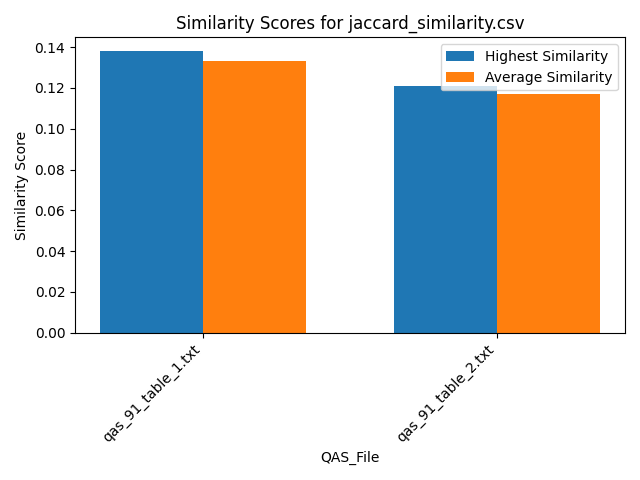 Similarity Scores for jaccard_similarity.csv
Highest Similarity
Average Similarity
Similarity Score
0.14
0.12
0.10
0.08
0.06
0.04
0.02
0.00
qas_91_table_1.txt
qas_91_table_2.txt
QAS_File